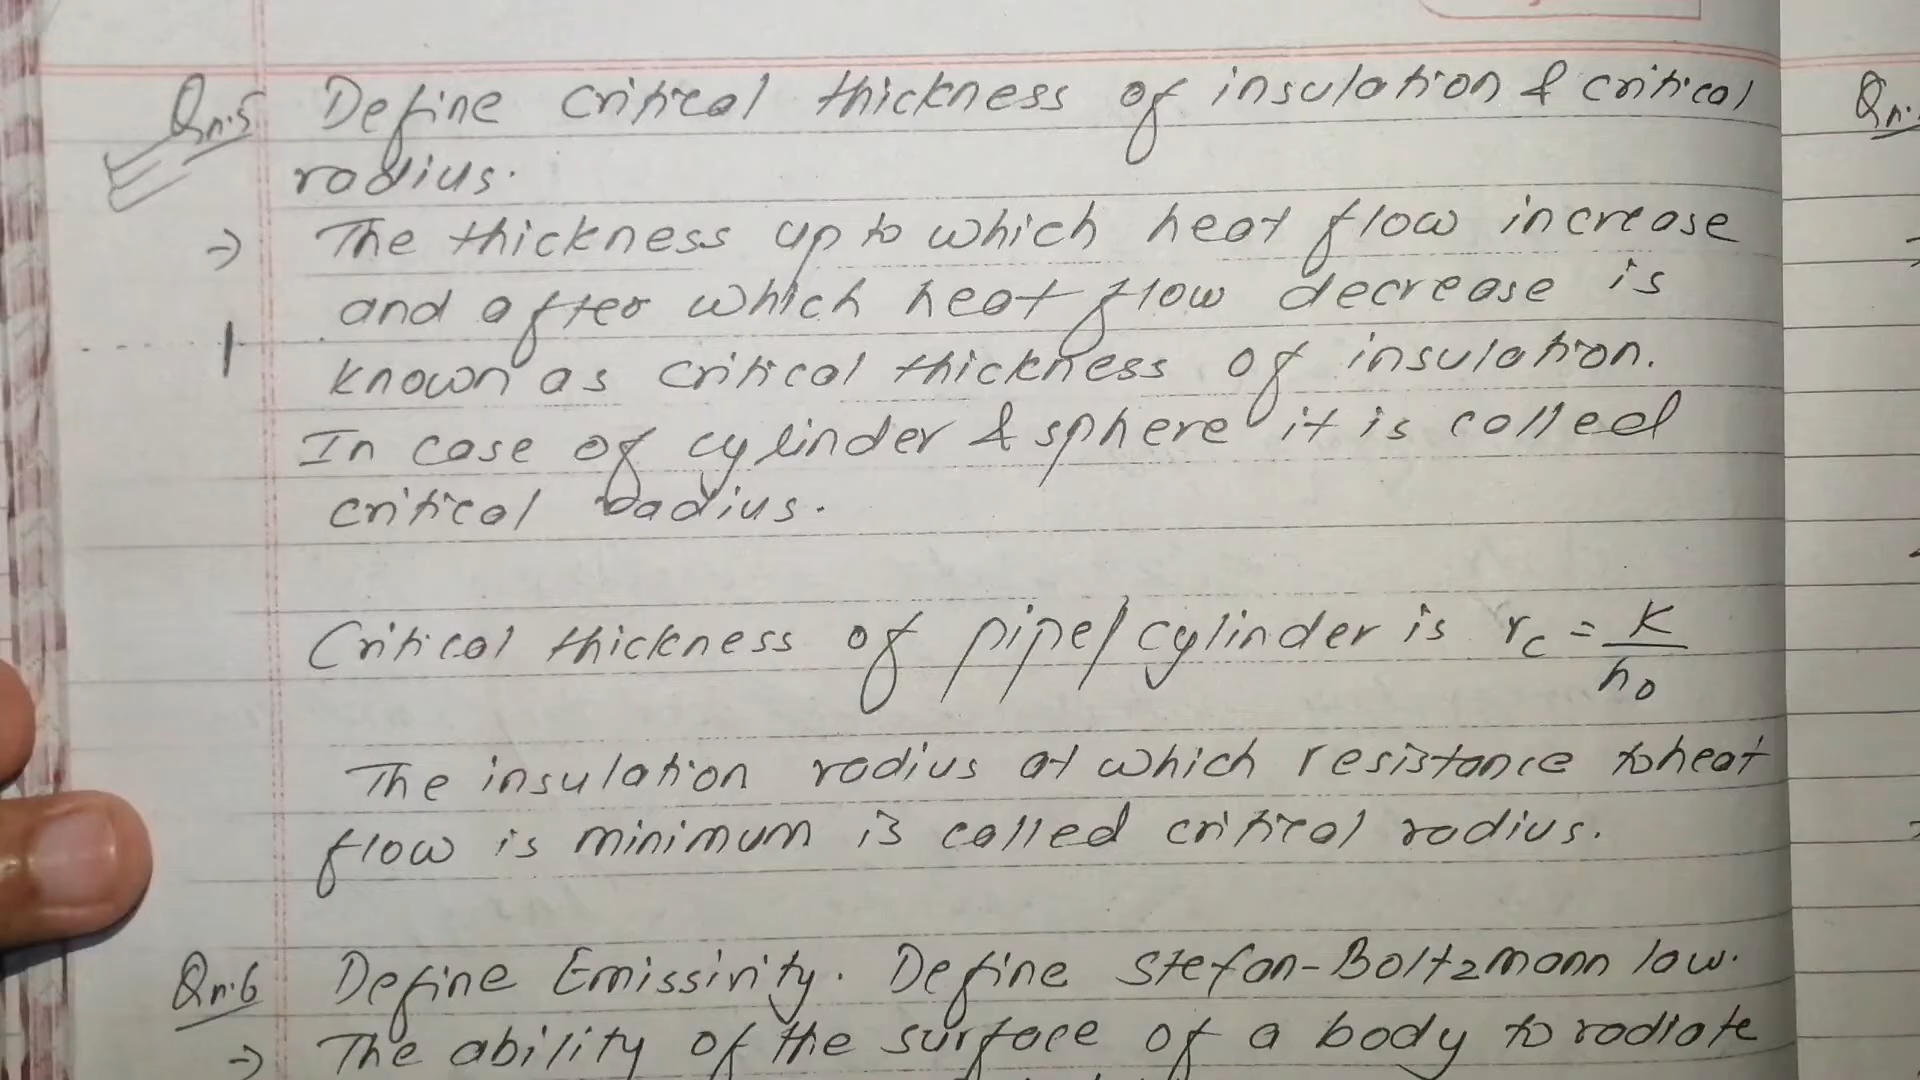 Qn.5 Define critical thickness of insulation & critical
radius.
⇒ The thickness up to which heat flow increase
and after which heat flow decrease is
known as critical thickness of insulation.
In case of cylinder & sphere it is called
critical radius.
Critical thickness of pipe/cylinder is rc = K/ho
The insulation radius at which resistance to heat
flow is minimum is called critical radius.
Qn.6 Define Emissivity. Define Stefan-Boltzmann law.
⇒ The ability of the surface of a body to radiate
Qn.